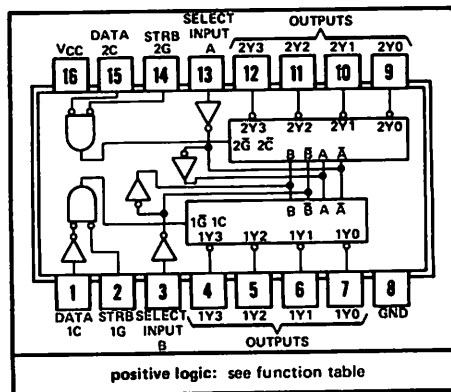 SELECT
INPUT
A
DATA
2C
STRB
2G
OUTPUTS
VCC
2Y3 2Y2 2Y1 2Y0
16 15 14 13 12 11 10 9
2Y3 2Y2 2Y1 2Y0
2G̅ 2C̅
B B̅ A A̅
B B̅ A A̅
1G̅ 1C
1Y3 1Y2 1Y1 1Y0
1 2 3 4 5 6 7 8
DATA
1C
STRB
1G
SELECT
INPUT
B
1Y3 1Y2 1Y1 1Y0
OUTPUTS
GND
positive logic: see function table